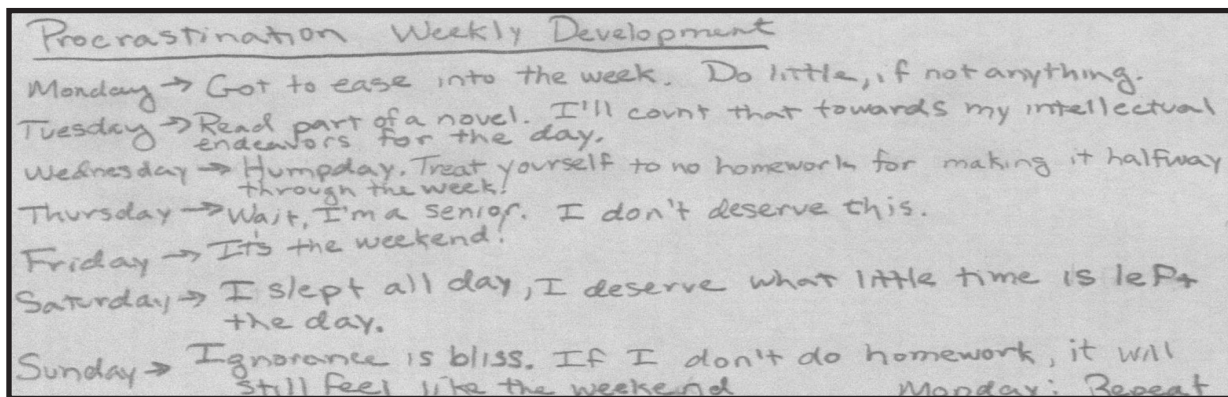 Procrastination Weekly Development
Monday → Got to ease into the week. Do little, if not anything.
Tuesday → Read part of a novel. I'll count that towards my intellectual
endeavors for the day.
Wednesday → Humpday. Treat yourself to no homework for making it halfway
through the week!
Thursday → Wait, I'm a senior. I don't deserve this.
Friday → It's the weekend!
Saturday → I slept all day, I deserve what little time is left
the day.
Sunday → Ignorance is bliss. If I don't do homework, it will
still feel like the weekend Monday: Repeat